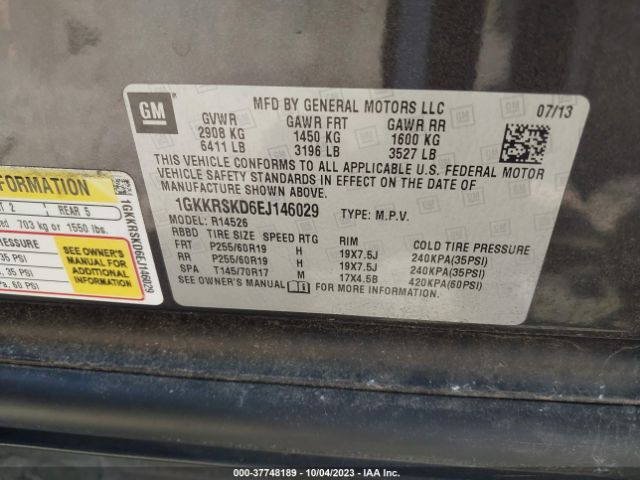 MFD BY GENERAL MOTORS LLC
07/13
GM
GVWR GAWR FRT GAWR RR
2908 KG 1450 KG 1600 KG
6411 LB 3196 LB 3527 LB
THIS VEHICLE CONFORMS TO ALL APPLICABLE U.S. FEDERAL MOTOR
VEHICLE SAFETY STANDARDS IN EFFECT ON THE DATE OF
MANUFACTURE SHOWN ABOVE.
1GKKRSKD6EJ146029 TYPE: M.P.V.
MODEL: R14526
RBBD TIRE SIZE SPEED RTG RIM COLD TIRE PRESSURE
FRT P255/60R19 H 19X7.5J 240KPA(35PSI)
RR P255/60R19 H 19X7.5J 240KPA(35PSI)
SPA T145/70R17 M 17X4.5B 420KPA(60PSI)
SEE OWNER'S MANUAL FOR MORE INFORMATION.
FORMATION
2 REAR 5
703 kg or 1550 lbs.
PRESSURE
35 PSI
, 35 PSI
, 60 PSI
SEE OWNER'S
MANUAL FOR
ADDITIONAL
INFORMATION
1GKKRSKD6EJ146029
000-37748189 - 10/04/2023 - IAAI.com